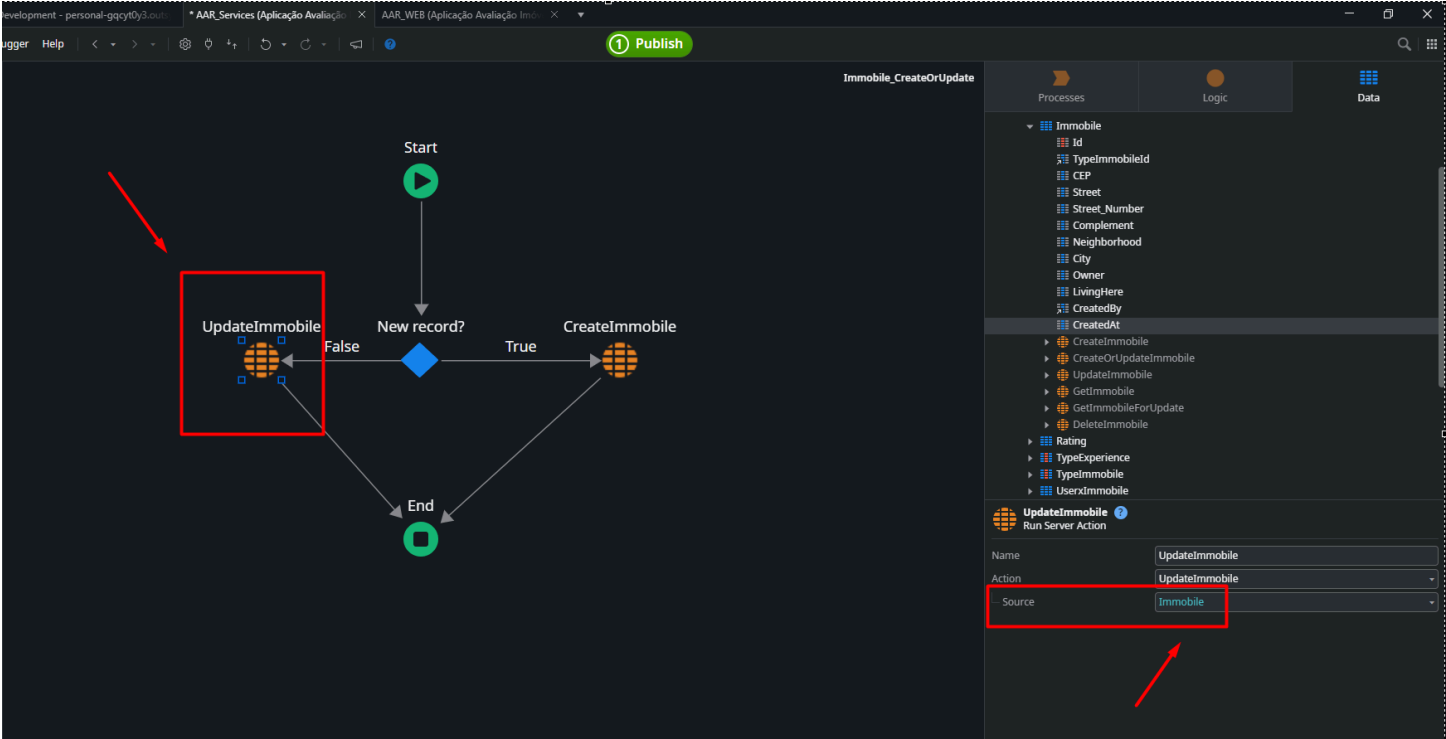 Development - personal-gqcyt0y3.outs
* AAR_Services (Aplicação Avaliação
AAR_WEB (Aplicação Avaliação Imóv
ugger Help
1 Publish
Immobile_CreateOrUpdate
Processes
Logic
Data
Start
UpdateImmobile
New record?
CreateImmobile
False
True
End
Immobile
Id
TypeImmobileId
CEP
Street
Street_Number
Complement
Neighborhood
City
Owner
LivingHere
CreatedBy
CreatedAt
CreateImmobile
CreateOrUpdateImmobile
UpdateImmobile
GetImmobile
GetImmobileForUpdate
DeleteImmobile
Rating
TypeExperience
TypeImmobile
UserxImmobile
UpdateImmobile ?
Run Server Action
Name UpdateImmobile
Action UpdateImmobile
Source Immobile